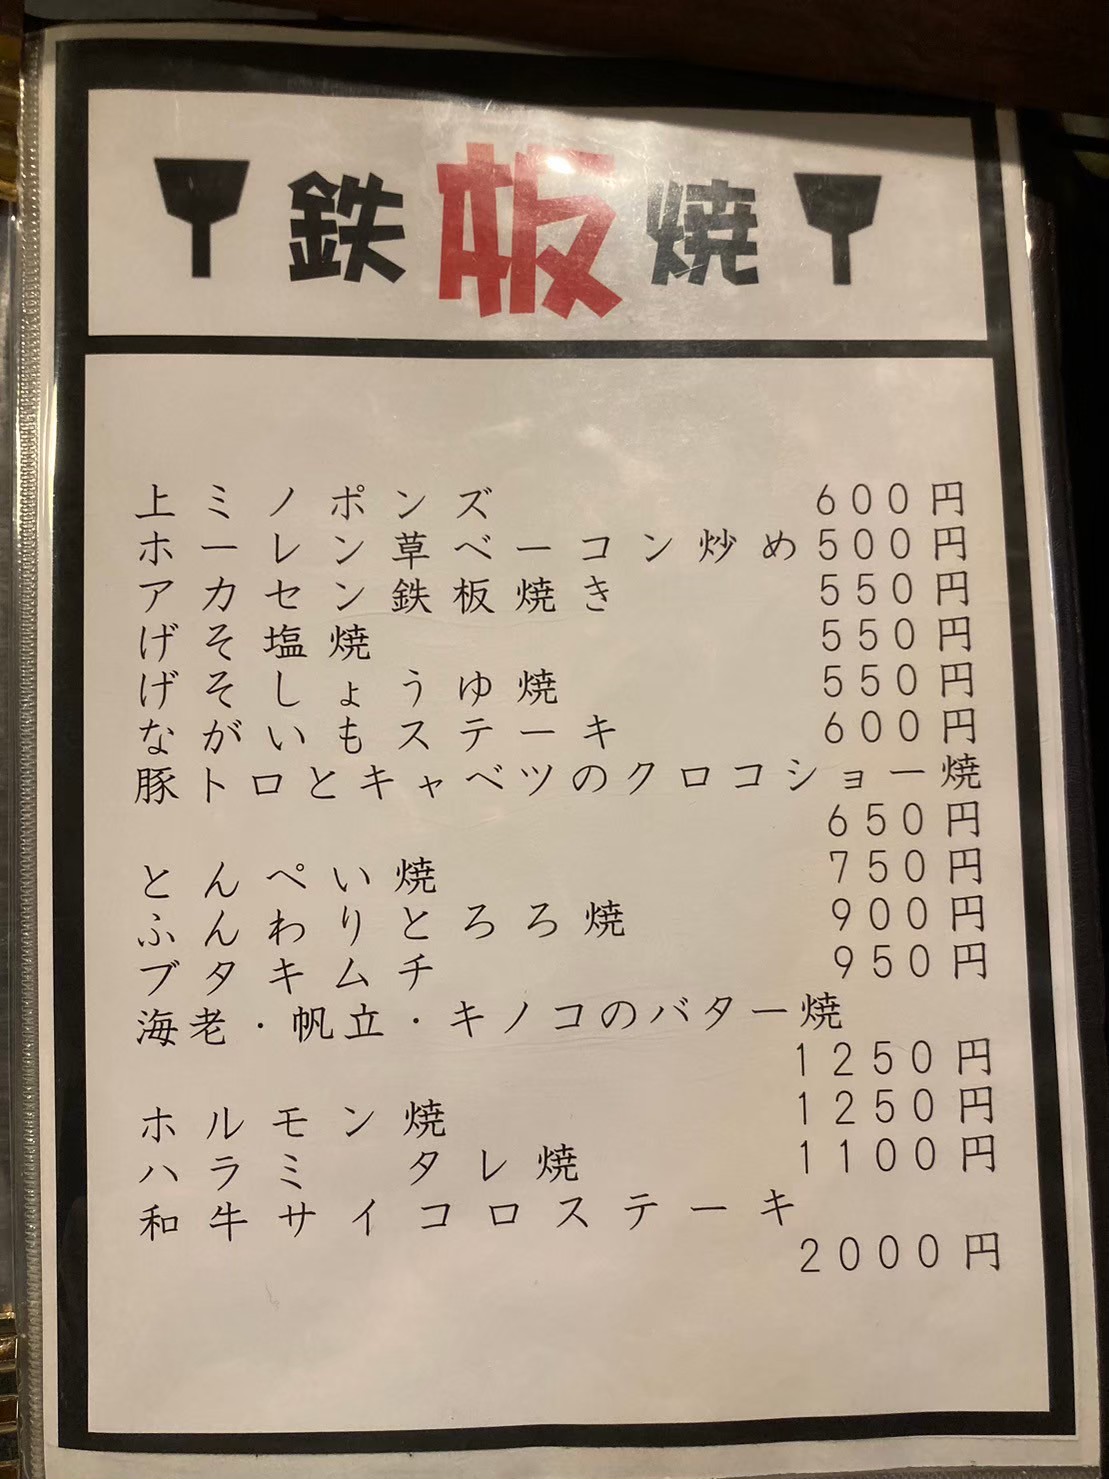 鉄板焼
上ミノポンズ 600円
ホーレン草ベーコン炒め 500円
アカセン鉄板焼き 550円
げそ塩焼 550円
げそしょうゆ焼 550円
ながいもステーキ 600円
豚トロとキャベツのクロコショー焼
650円
とんぺい焼 750円
ふんわりとろろ焼 900円
ブタキムチ 950円
海老・帆立・キノコのバター焼
1250円
ホルモン焼 1250円
ハラミ タレ焼 1100円
和牛サイコロステーキ
2000円